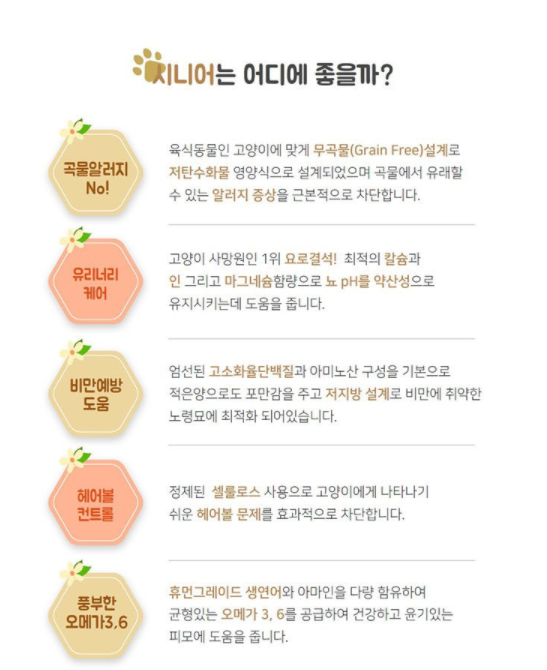 시니어는 어디에 좋을까?
곡물알러지
No!
육식동물인 고양이에 맞게 무곡물(Grain Free)설계로
저탄수화물 영양식으로 설계되었으며 곡물에서 유래할
수 있는 알러지 증상을 근본적으로 차단합니다.
유리너리
케어
고양이 사망원인 1위 요로결석! 최적의 칼슘과
인 그리고 마그네슘함량으로 뇨 pH를 약산성으로
유지시키는데 도움을 줍니다.
비만예방
도움
엄선된 고소화율단백질과 아미노산 구성을 기본으로
적은양으로도 포만감을 주고 저지방 설계로 비만에 취약한
노령묘에 최적화 되어있습니다.
헤어볼
컨트롤
정제된 셀룰로스 사용으로 고양이에게 나타나기
쉬운 헤어볼 문제를 효과적으로 차단합니다.
풍부한
오메가3,6
휴먼그레이드 생연어와 아마인을 다량 함유하여
균형있는 오메가 3, 6를 공급하여 건강하고 윤기있는
피모에 도움을 줍니다.